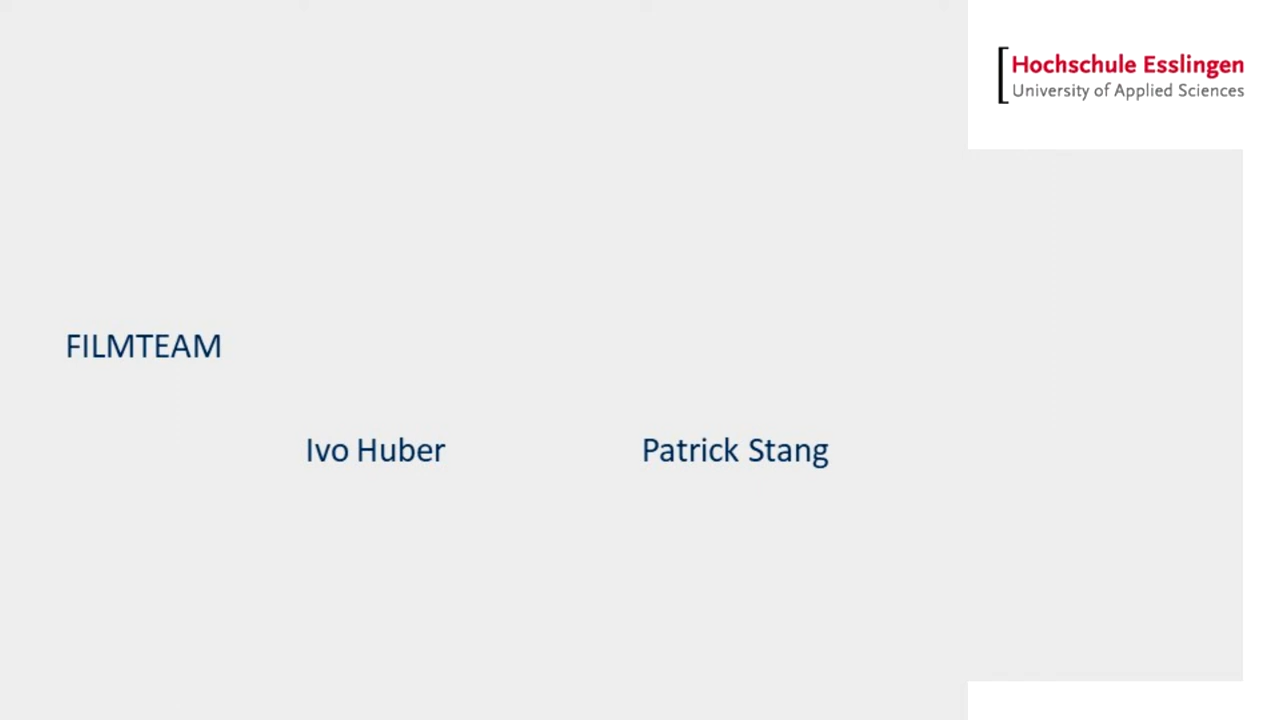 Hochschule Esslingen
University of Applied Sciences
FILMTEAM
Ivo Huber
Patrick Stang